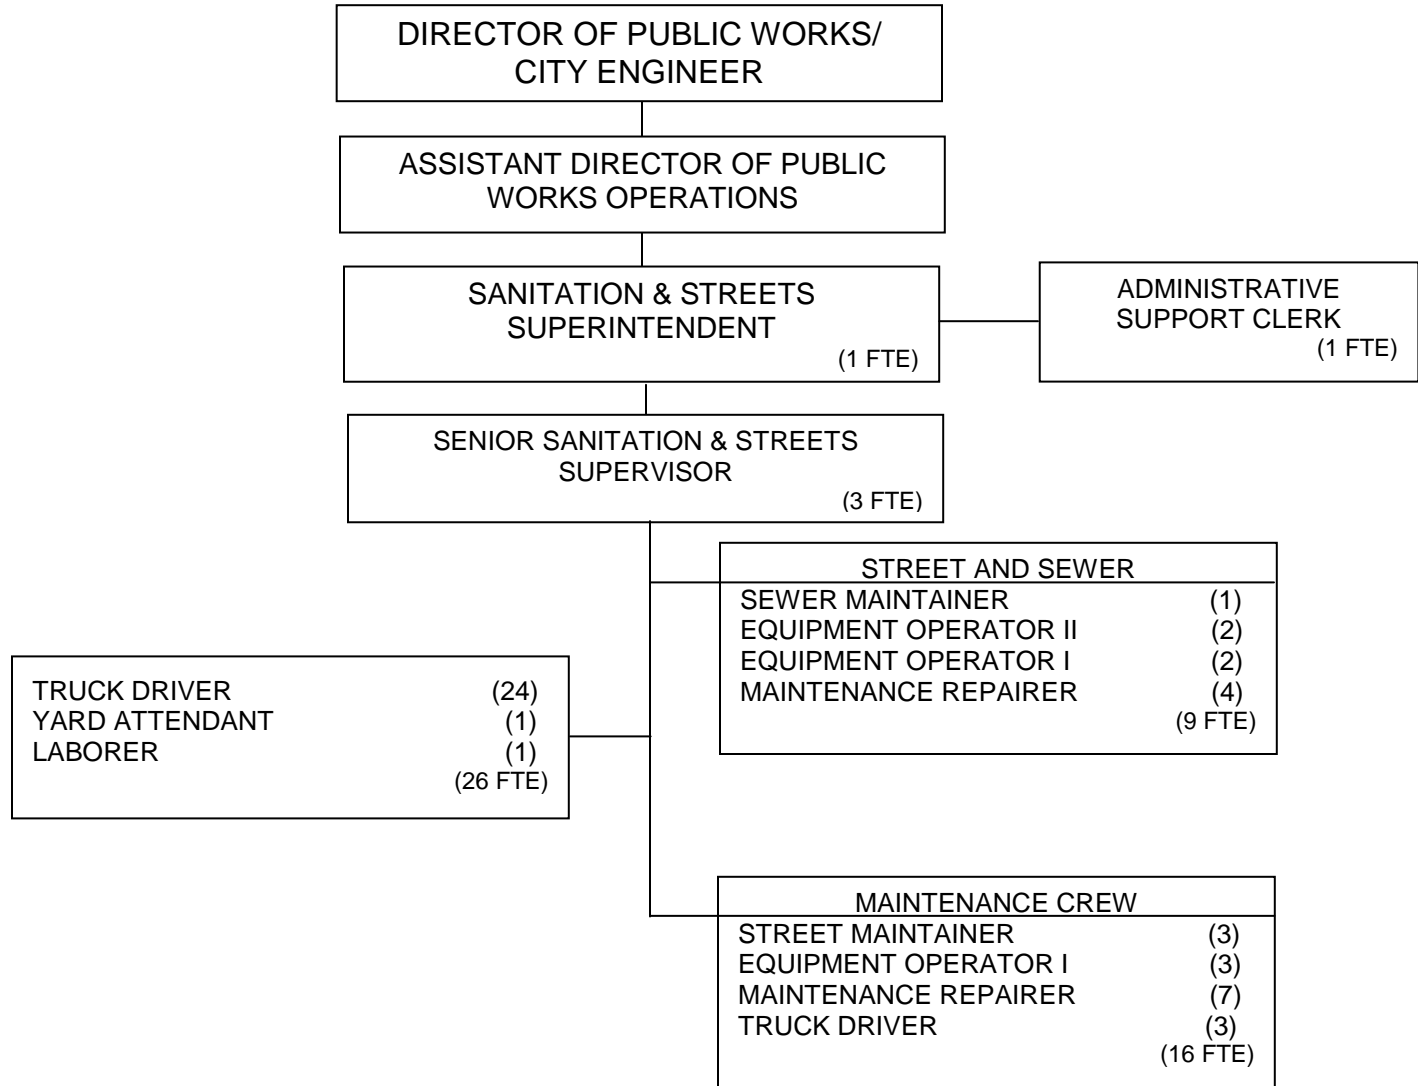 DIRECTOR OF PUBLIC WORKS/
CITY ENGINEER
ASSISTANT DIRECTOR OF PUBLIC
WORKS OPERATIONS
SANITATION & STREETS
SUPERINTENDENT
(1 FTE)
ADMINISTRATIVE
SUPPORT CLERK
(1 FTE)
SENIOR SANITATION & STREETS
SUPERVISOR
(3 FTE)
STREET AND SEWER
SEWER MAINTAINER (1)
EQUIPMENT OPERATOR II (2)
EQUIPMENT OPERATOR I (2)
MAINTENANCE REPAIRER (4)
(9 FTE)
TRUCK DRIVER (24)
YARD ATTENDANT (1)
LABORER (1)
(26 FTE)
MAINTENANCE CREW
STREET MAINTAINER (3)
EQUIPMENT OPERATOR I (3)
MAINTENANCE REPAIRER (7)
TRUCK DRIVER (3)
(16 FTE)